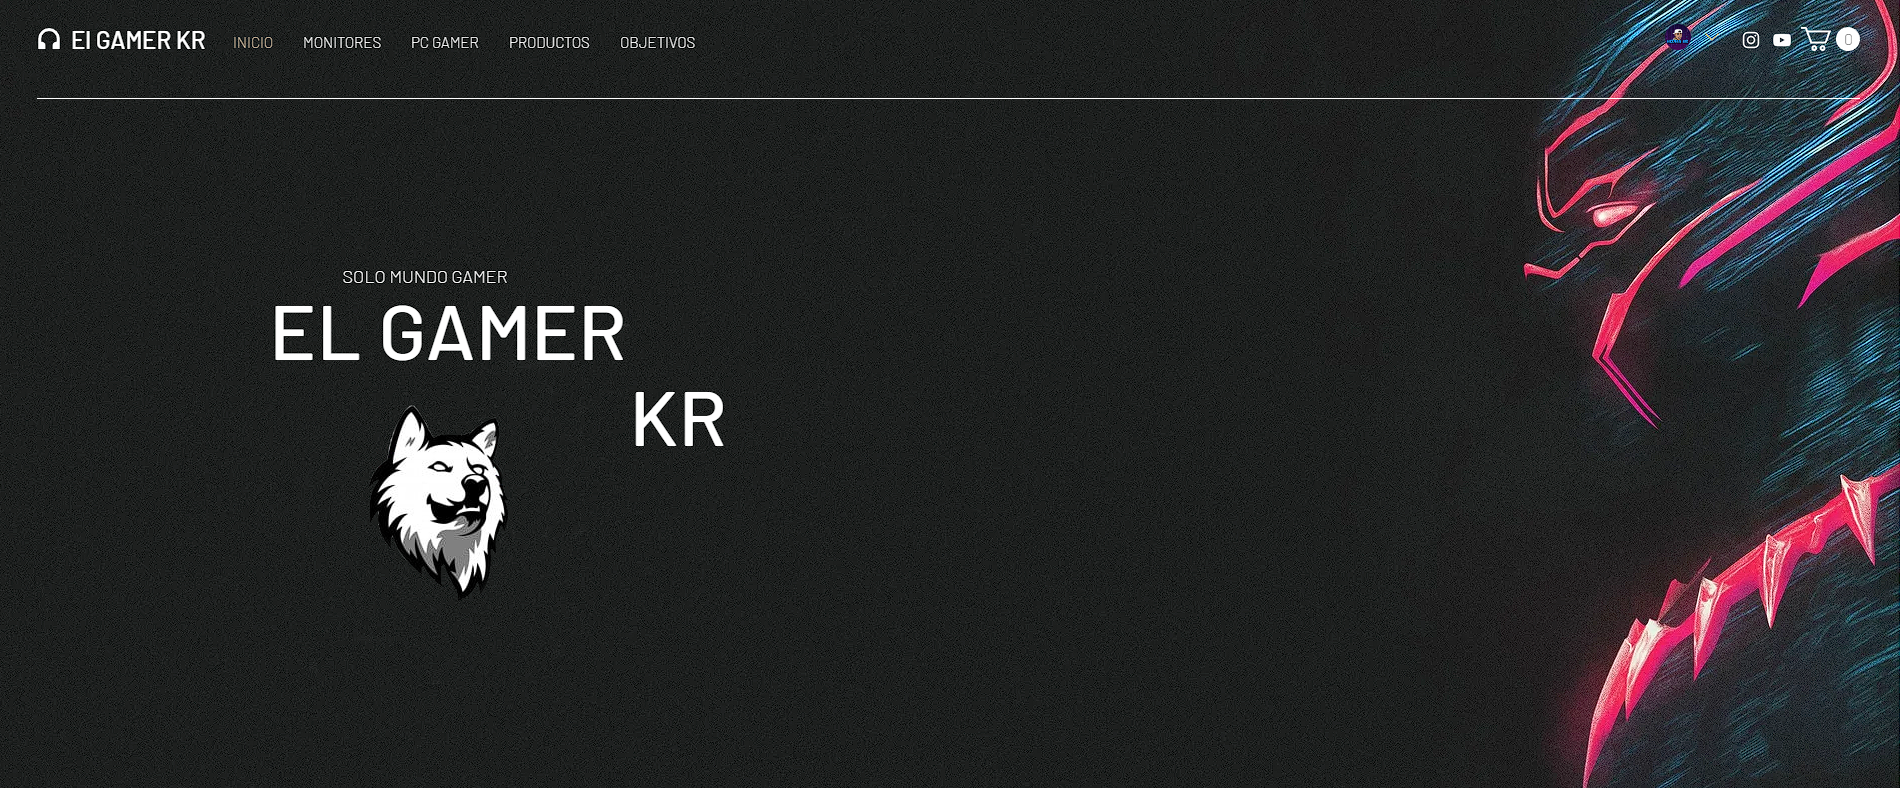 El GAMER KR
INICIO
MONITORES
PC GAMER
PRODUCTOS
OBJETIVOS
0
SOLO MUNDO GAMER
EL GAMER
KR